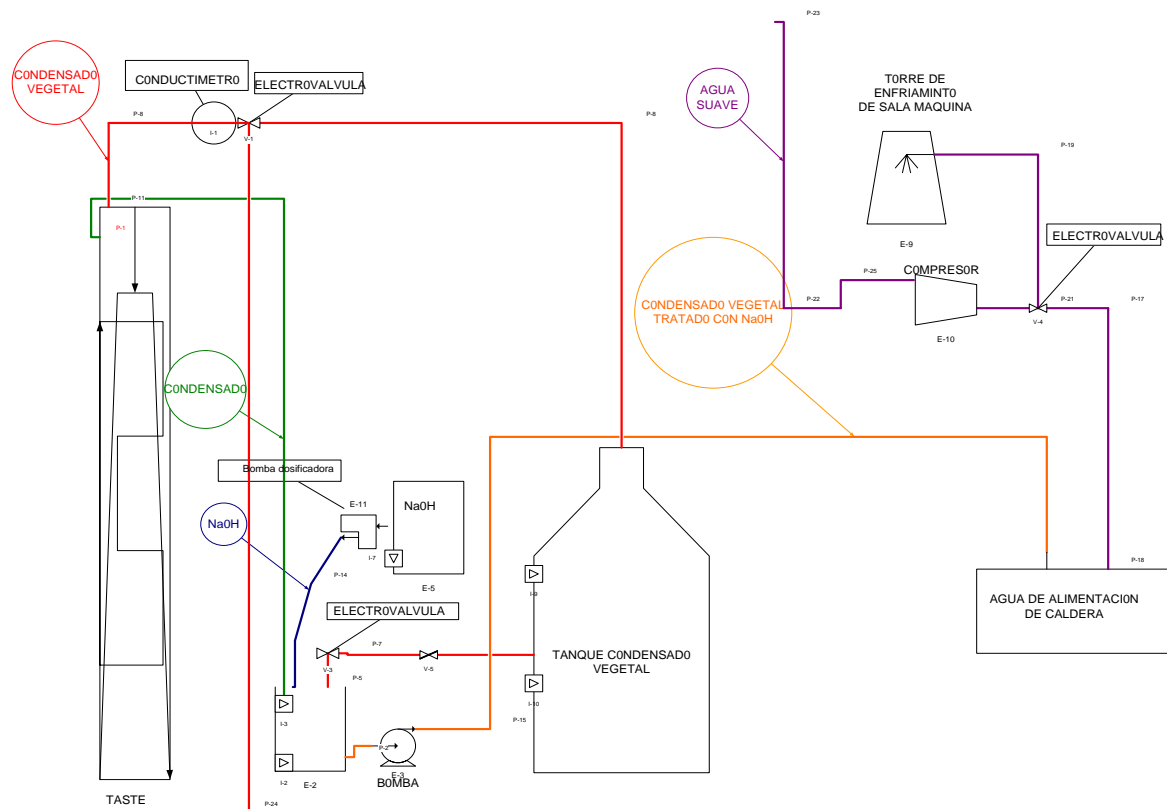 P-23
C0NDENSAD0
VEGETAL
C0NDUCTIMETR0
ELECTR0VALVULA
P-8
I-1
V-1
P-8
AGUA
SUAVE
T0RRE DE
ENFRIAMINT0
DE SALA MAQUINA
P-19
E-9
ELECTR0VALVULA
P-11
P-1
C0NDENSAD0 VEGETAL
TRATAD0 C0N Na0H
P-22
P-25
C0MPRES0R
E-10
V-4
P-21
P-17
C0NDENSAD0
Bomba dosificadora
E-11
Na0H
I-7
E-5
Na0H
P-14
ELECTR0VALVULA
V-3
P-7
V-5
P-5
I-9
TANQUE C0NDENSAD0
VEGETAL
I-10
P-15
P-18
AGUA DE ALIMENTACI0N
DE CALDERA
I-3
I-2
E-2
P-2
E-3
B0MBA
TASTE
P-24